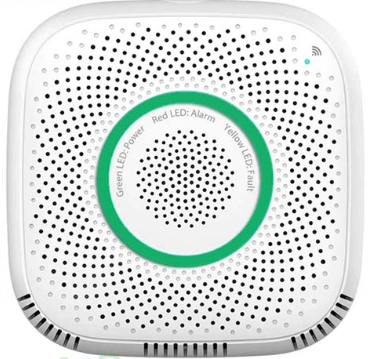 Green LED: Power
Red LED: Alarm
Yellow LED: Fault